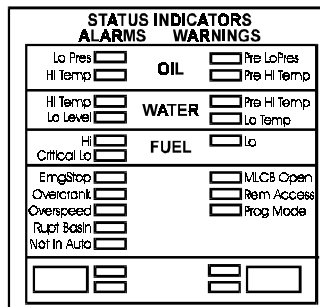 STATUS INDICATORS
ALARMS WARNINGS
Lo Pres OIL Pre LoPres
Hi Temp Pre Hi Temp
Hi Temp WATER Pre Hi Temp
Lo Level Lo Temp
Hi FUEL Lo
Critical Lo
EmgStop MLCB Open
Overcrank Rem Access
Overspeed Prog Mode
Rupt Basin
Not In Auto